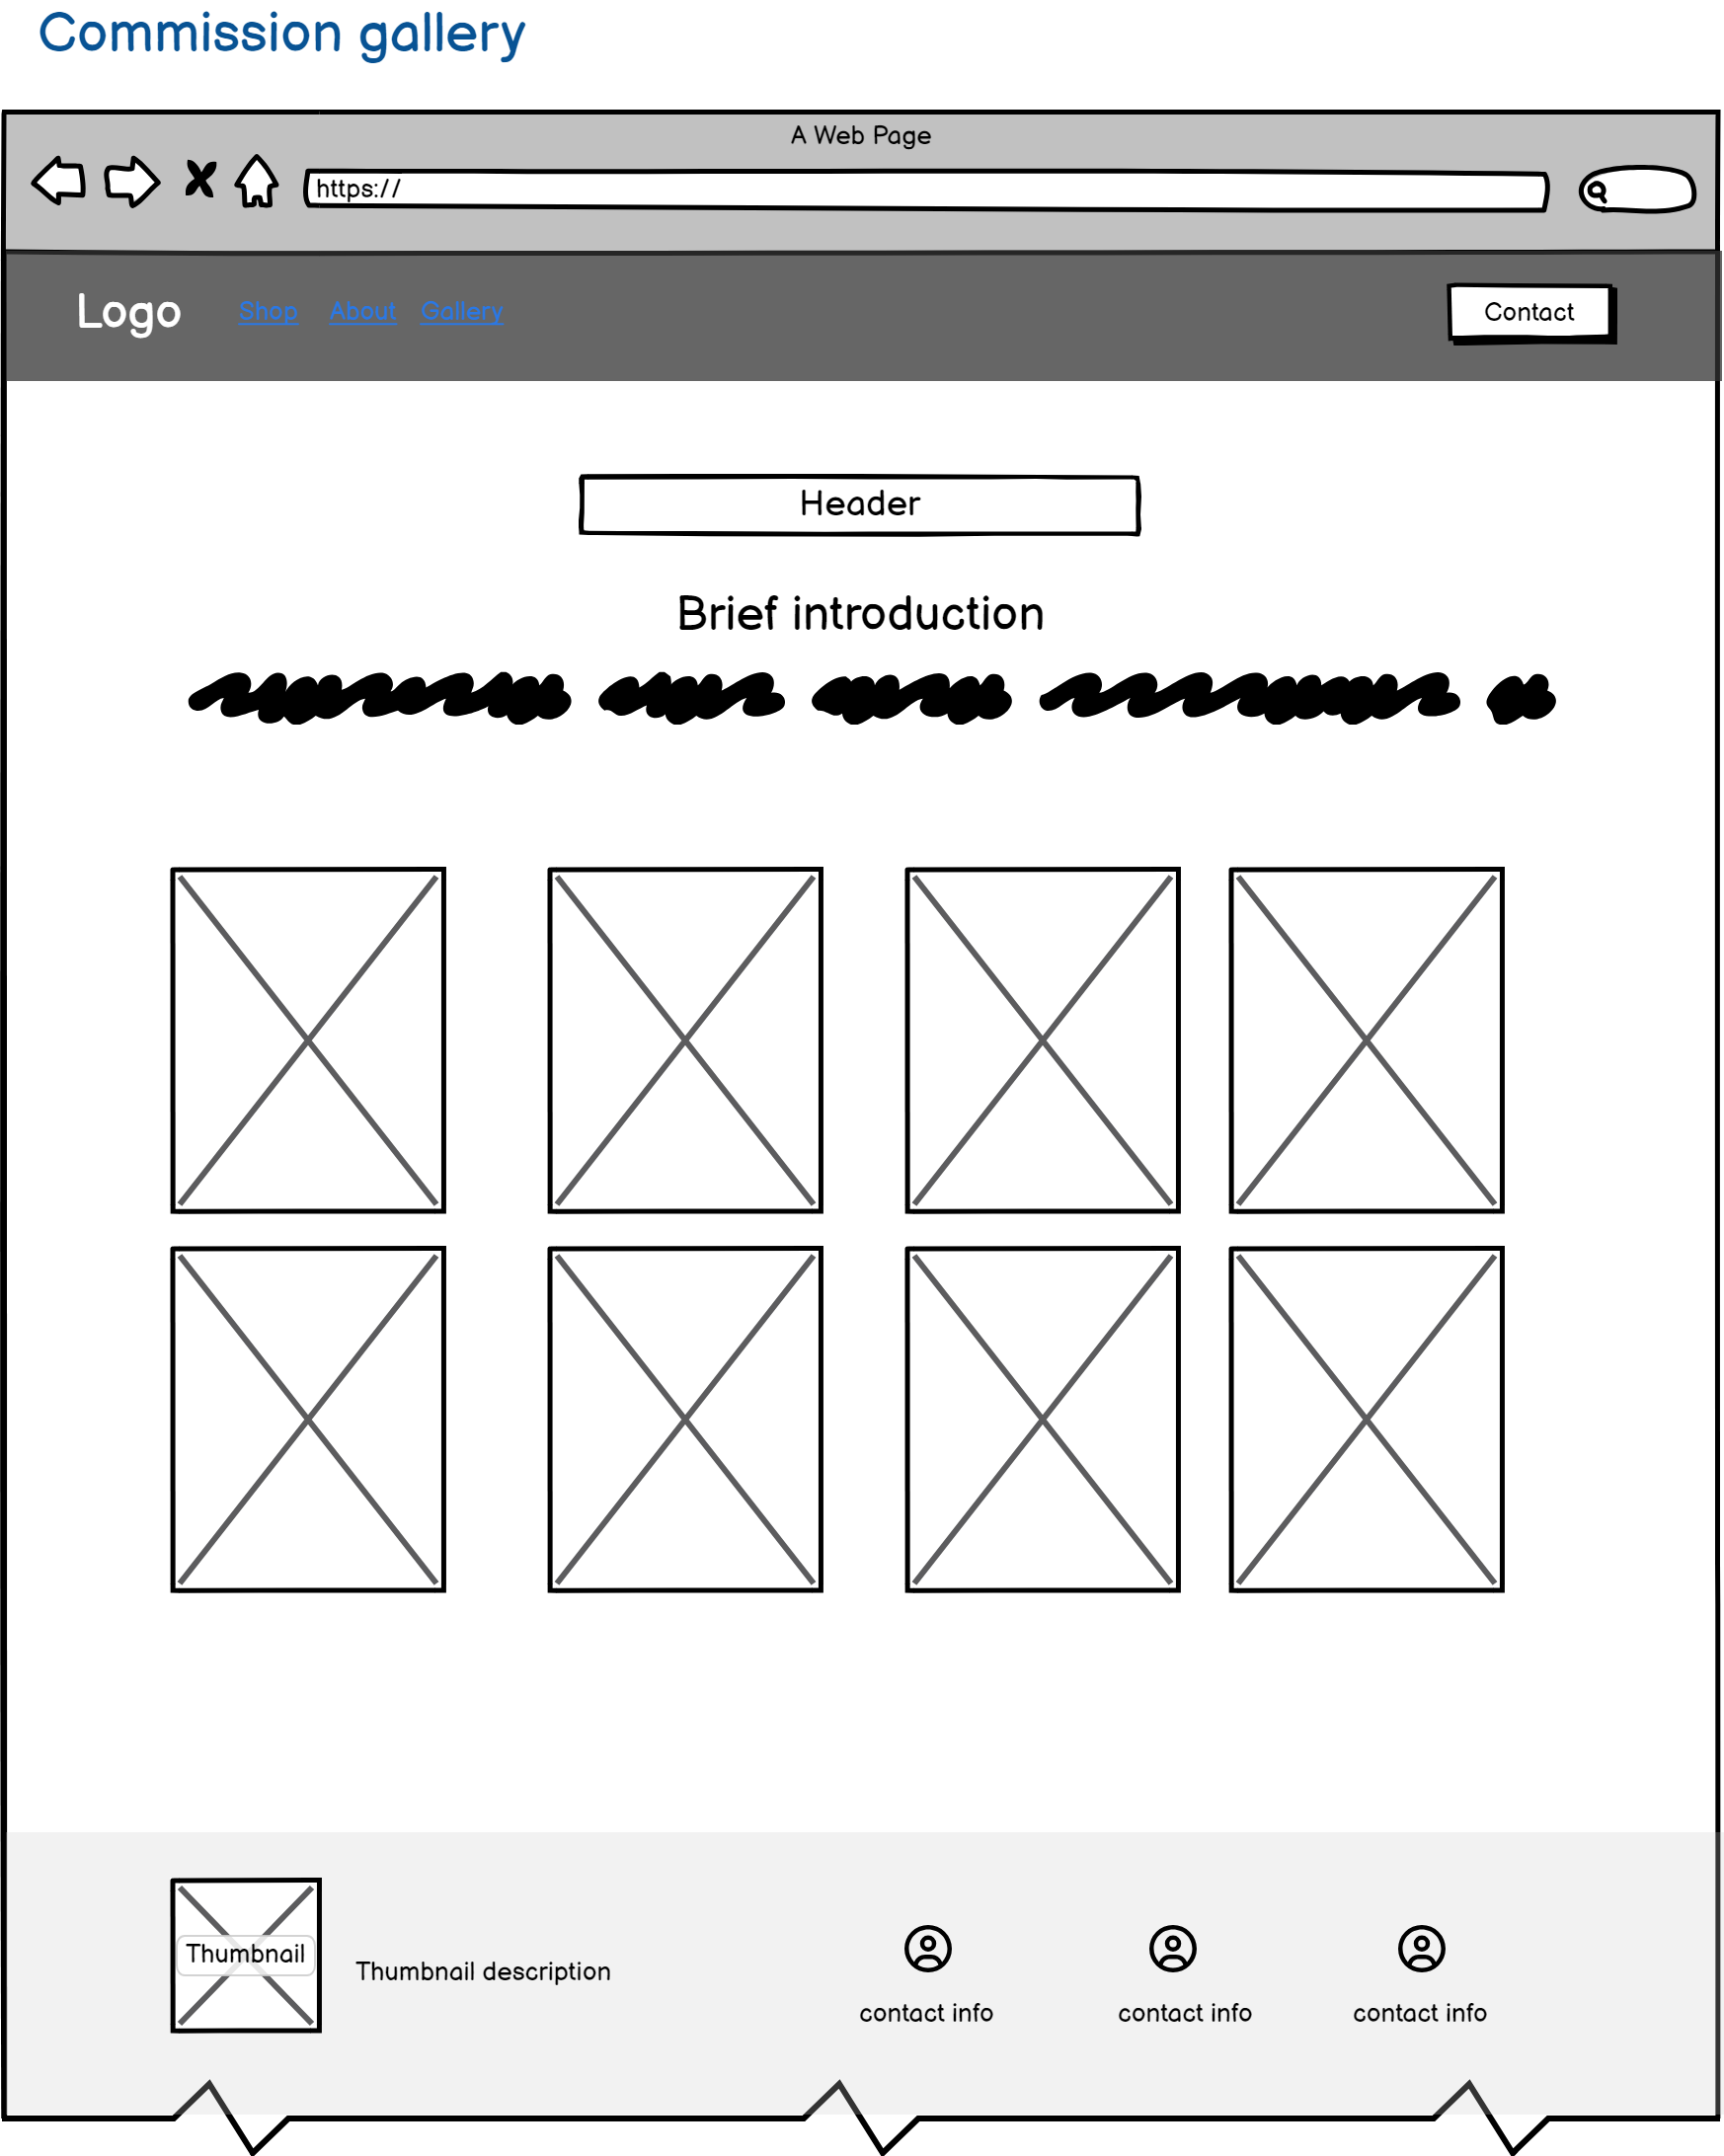 Commission gallery
A Web Page
https://
Logo Shop About Gallery Contact
Header
Brief introduction
Thumbnail
Thumbnail description
contact info contact info contact info